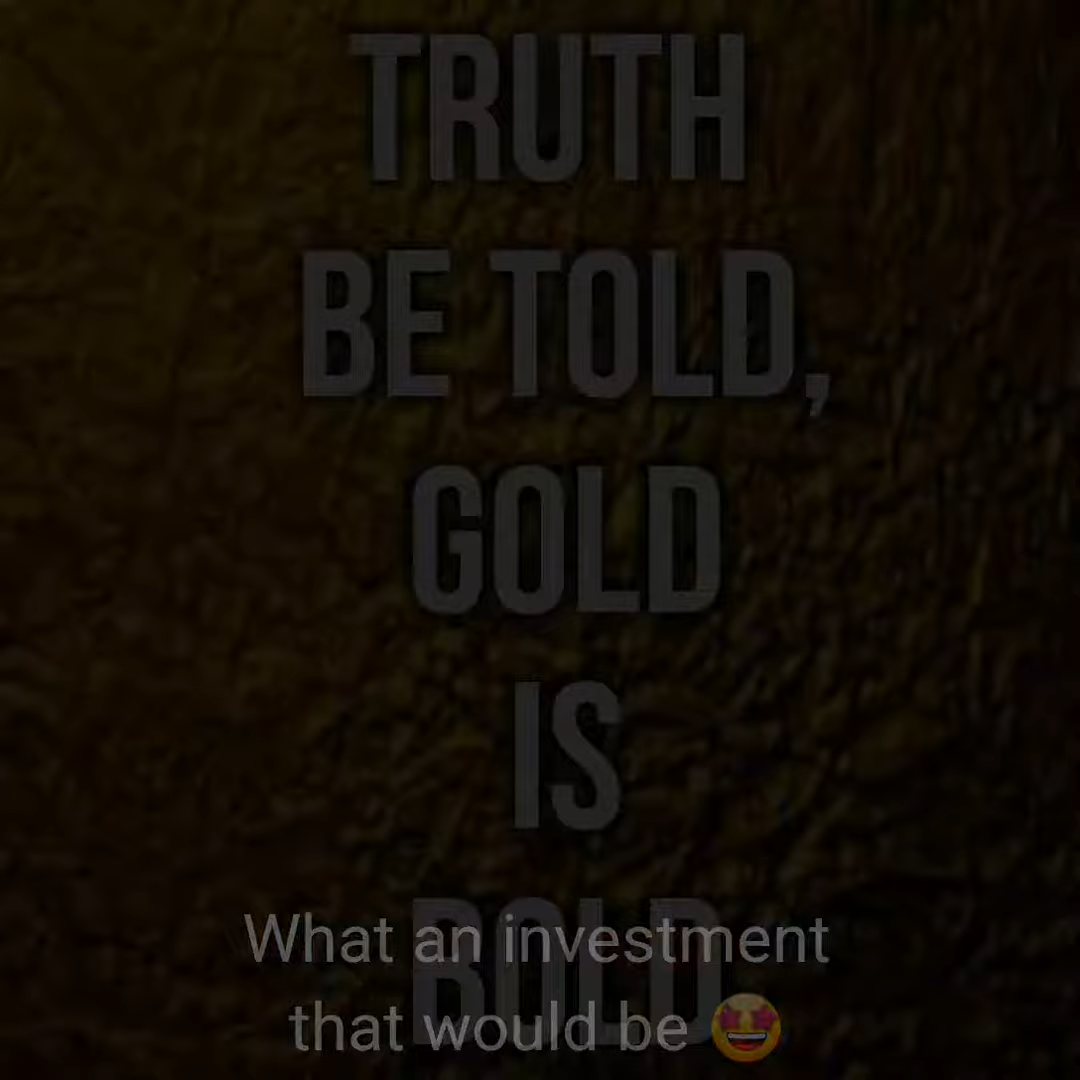 TRUTH
BE TOLD,
GOLD
IS
BOLD
What an investment
that would be 🤩